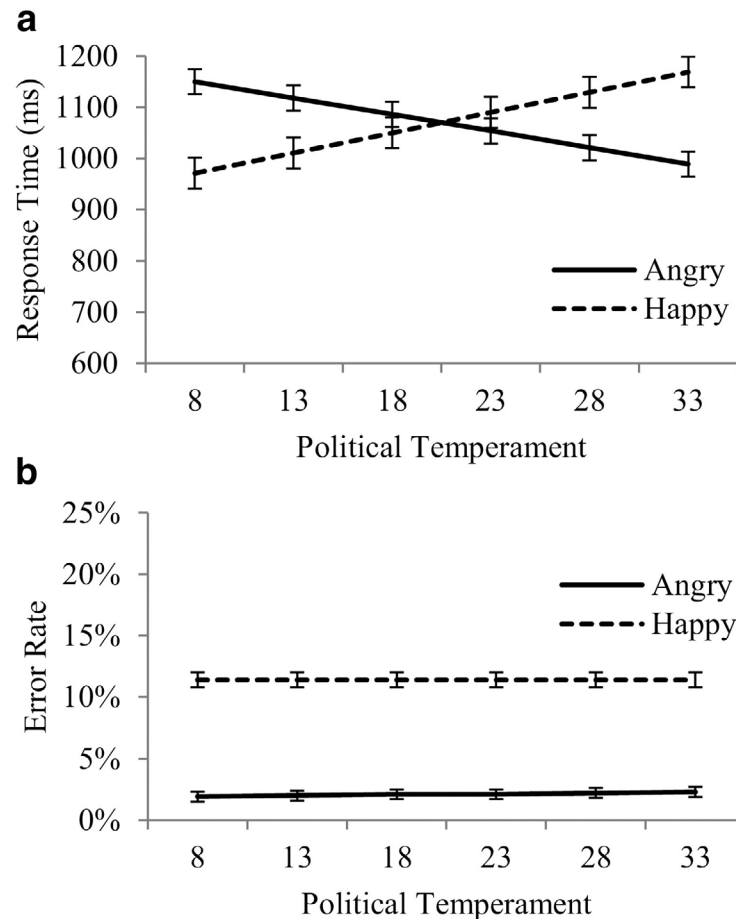 a
1200
1100
1000
900
800
700
600
Response Time (ms)
Angry
Happy
8 13 18 23 28 33
Political Temperament
b
25%
20%
15%
10%
5%
0%
Error Rate
Angry
Happy
8 13 18 23 28 33
Political Temperament